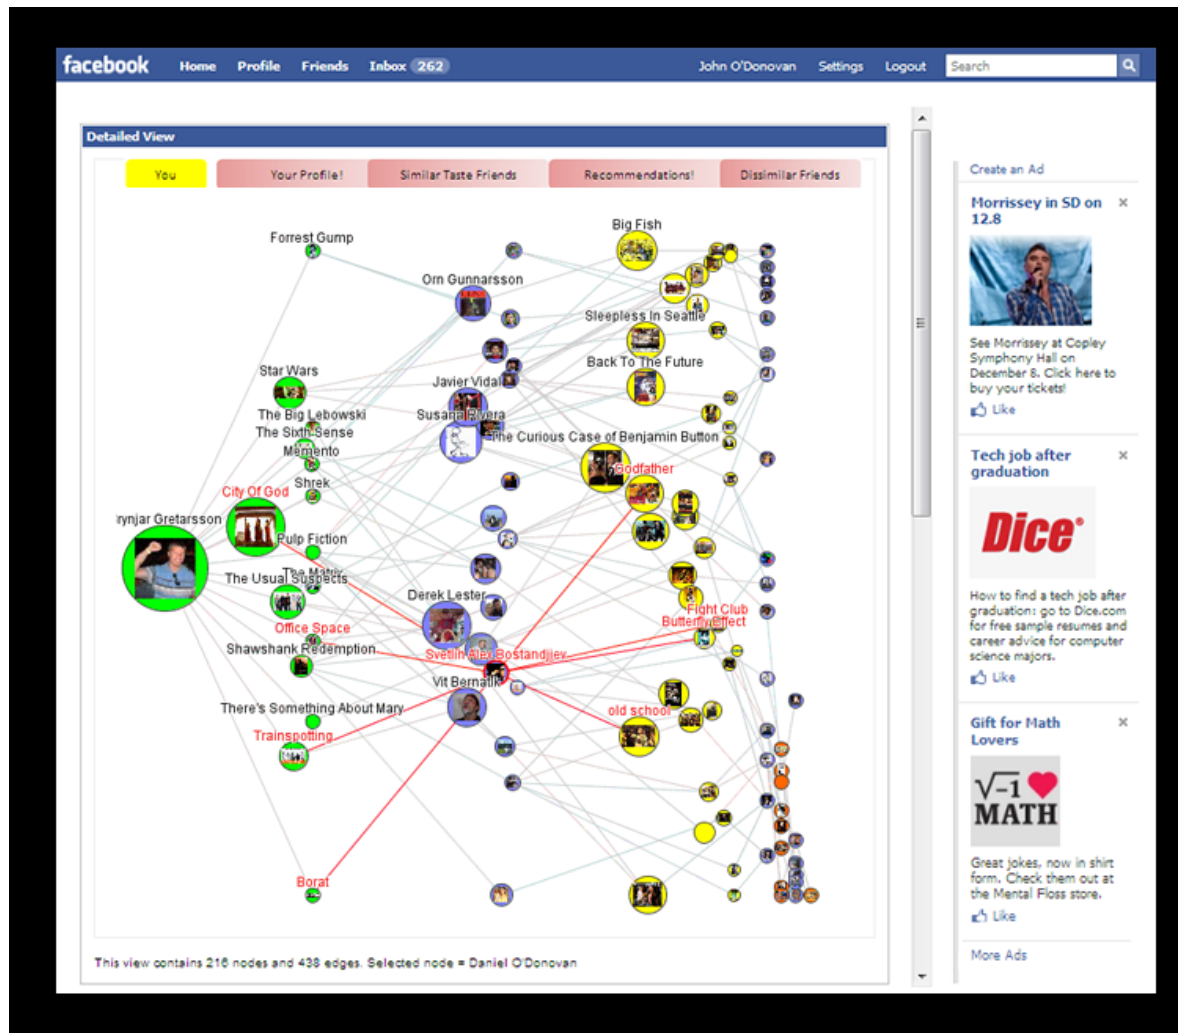 facebook Home Profile Friends Inbox 262 John O'Donovan Settings Logout Search
Detailed View
You Your Profile! Similar Taste Friends Recommendations! Dissimilar Friends
Big Fish
Forrest Gump
Orn Gunnarsson
Sleepless In Seattle
Back To The Future
Star Wars
Javier Vidal
The Big Lebowski
Susana Rivera
The Sixth Sense
The Curious Case of Benjamin Button
Memento
Godfather
Shrek
City Of God
rynjar Gretarsson
Pulp Fiction
The Matrix
The Usual Suspects
Derek Lester
Fight Club
Butterfly Effect
Office Space
Shawshank Redemption
Svetlin Alex Bostandjiev
Vit Bernatik
There's Something About Mary
old school
Trainspotting
Borat
This view contains 216 nodes and 438 edges. Selected node = Daniel O'Donovan
Create an Ad
Morrissey in SD on
12.8
See Morrissey at Copley
Symphony Hall on
December 8. Click here to
buy your tickets!
Like
Tech job after
graduation
Dice®
How to find a tech job after
graduation: go to Dice.com
for free sample resumes and
career advice for computer
science majors.
Like
Gift for Math
Lovers
√-1
MATH
Great jokes, now in shirt
form. Check them out at
the Mental Floss store.
Like
More Ads